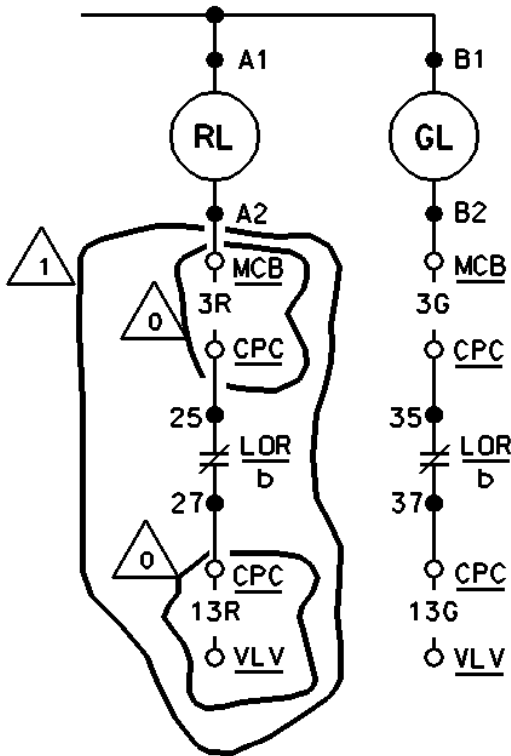 A1 B1
RL GL
A2 B2
1 MCB MCB
3R 3G
0 CPC CPC
25 35
LOR LOR
b b
27 37
0 CPC CPC
13R 13G
VLV VLV